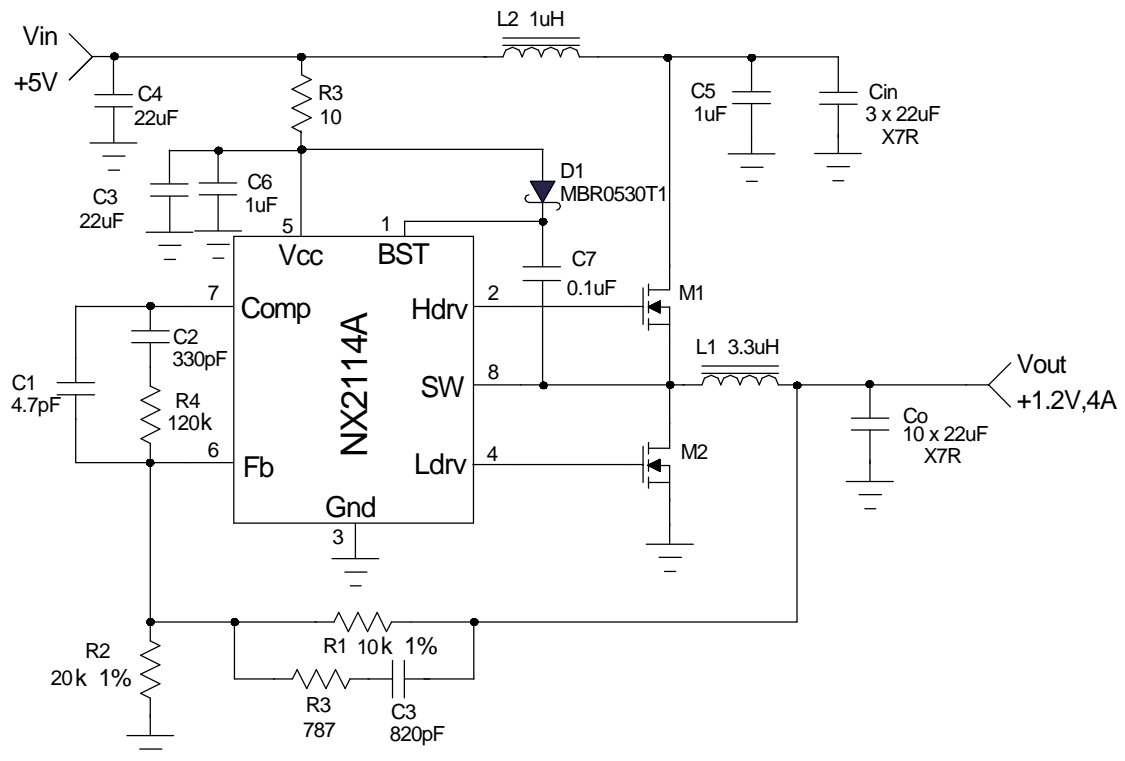 L2 1uH
Vin
+5V
C4
22uF
R3
10
C5
1uF
Cin
3 x 22uF
X7R
D1
MBR0530T1
C3
22uF
C6
1uF
5
1
Vcc
BST
C7
0.1uF
7
Comp
2
Hdrv
M1
C2
330pF
NX2114A
L1 3.3uH
C1
4.7pF
R4
120k
8
SW
Vout
+1.2V,4A
Co
10 x 22uF
X7R
6
Fb
4
Ldrv
M2
Gnd
3
R1 10k 1%
R2
20k 1%
R3
787
C3
820pF